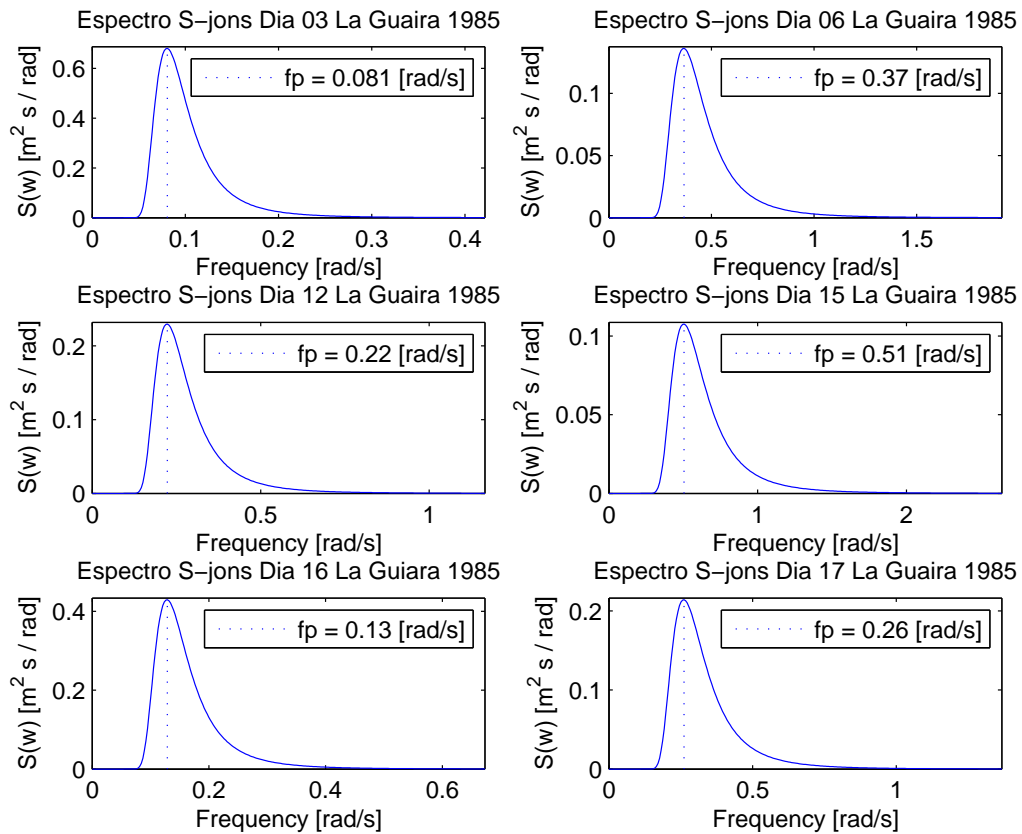 Espectro S−jons Dia 03 La Guaira 1985
S(w) [m² s / rad]
0.6
0.4
0.2
0
fp = 0.081 [rad/s]
0 0.1 0.2 0.3 0.4
Frequency [rad/s]
Espectro S−jons Dia 06 La Guaira 1985
S(w) [m² s / rad]
0.1
0.05
0
fp = 0.37 [rad/s]
0 0.5 1 1.5
Frequency [rad/s]
Espectro S−jons Dia 12 La Guaira 1985
S(w) [m² s / rad]
0.2
0.1
0
fp = 0.22 [rad/s]
0 0.5 1
Frequency [rad/s]
Espectro S−jons Dia 15 La Guaira 1985
S(w) [m² s / rad]
0.1
0.05
0
fp = 0.51 [rad/s]
0 1 2
Frequency [rad/s]
Espectro S−jons Dia 16 La Guiara 1985
S(w) [m² s / rad]
0.4
0.2
0
fp = 0.13 [rad/s]
0 0.2 0.4 0.6
Frequency [rad/s]
Espectro S−jons Dia 17 La Guaira 1985
S(w) [m² s / rad]
0.2
0.1
0
fp = 0.26 [rad/s]
0 0.5 1
Frequency [rad/s]